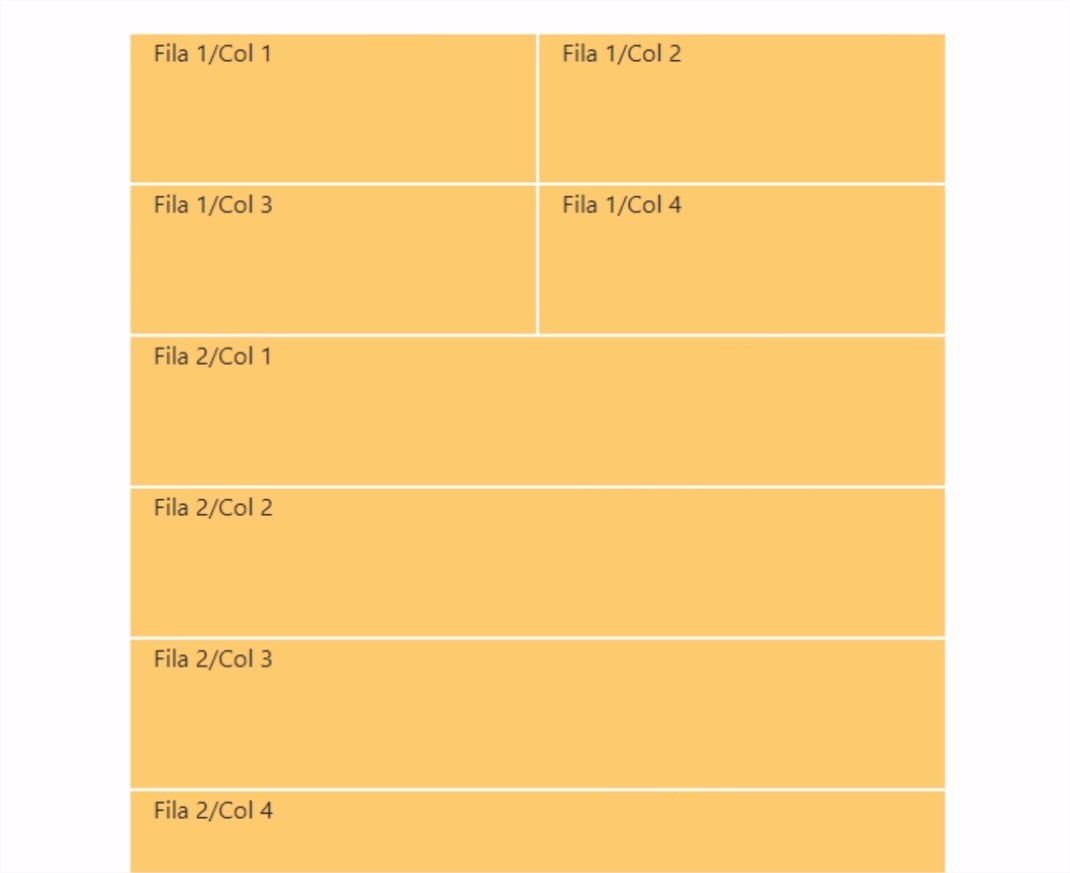 Fila 1/Col 1
Fila 1/Col 2
Fila 1/Col 3
Fila 1/Col 4
Fila 2/Col 1
Fila 2/Col 2
Fila 2/Col 3
Fila 2/Col 4